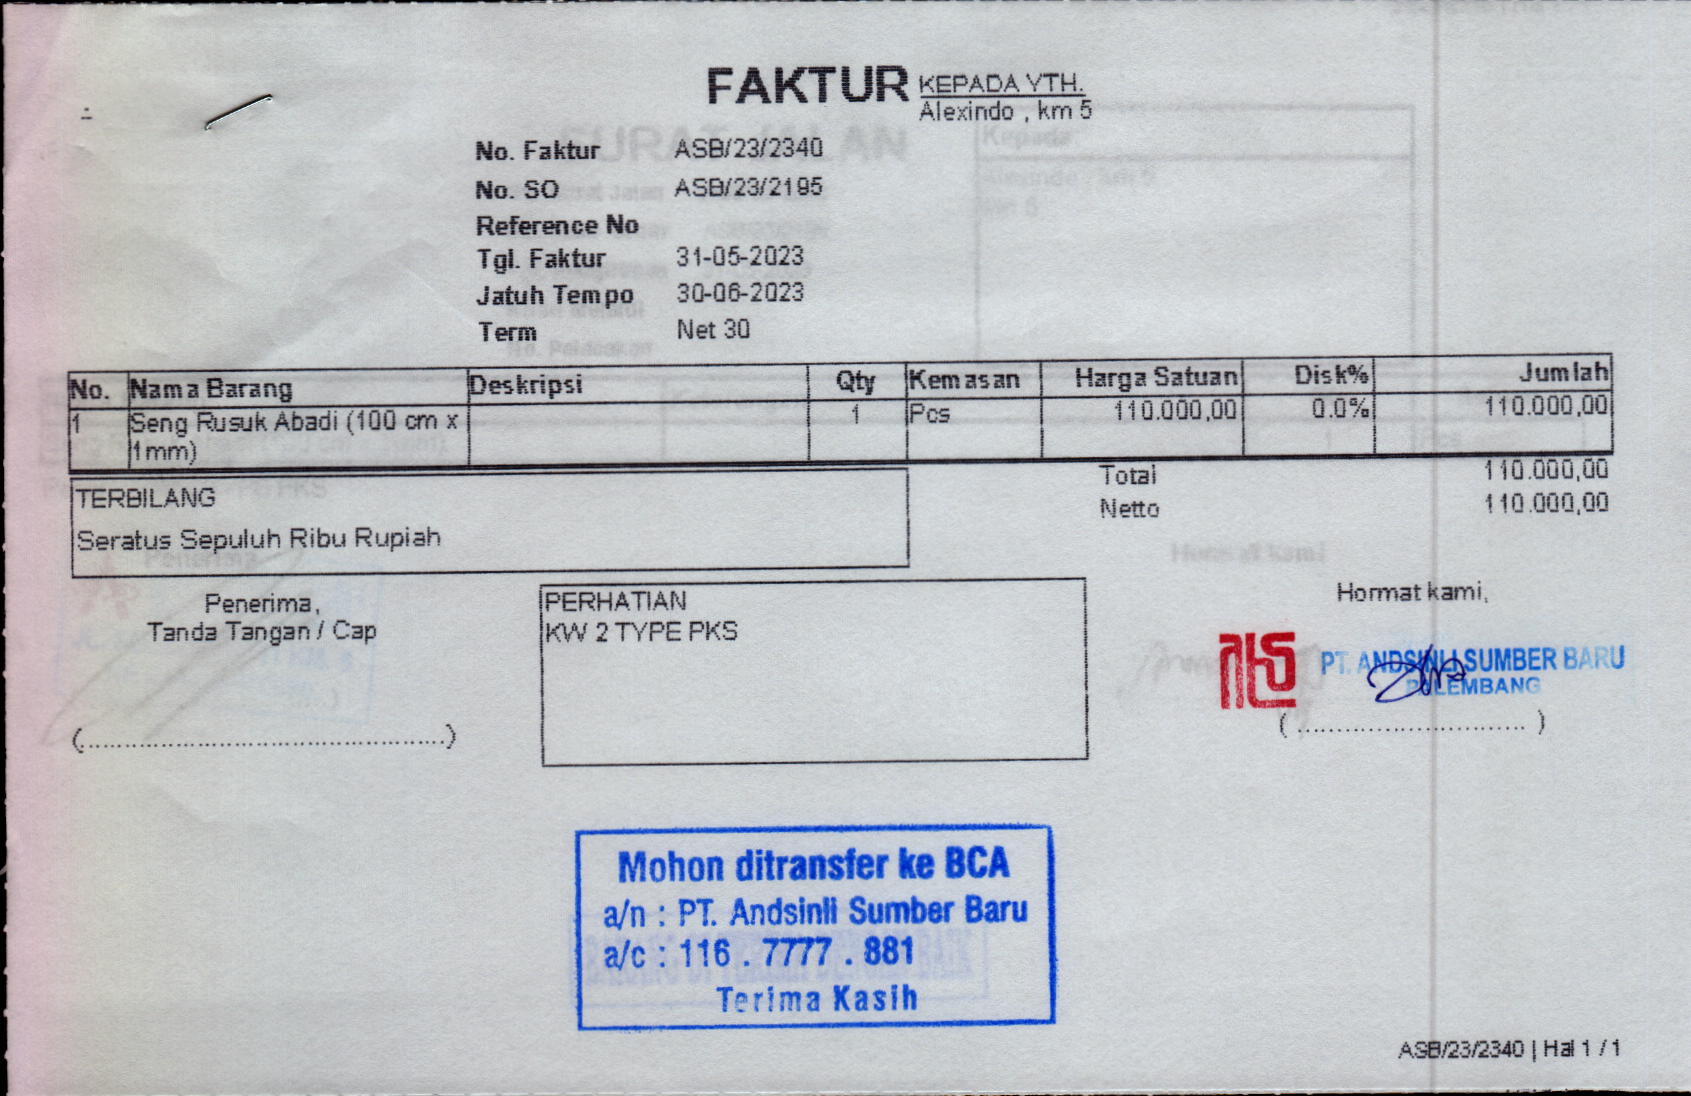 FAKTUR
KEPADA YTH.
Alexindo , km 5
No. Faktur ASB/23/2340
No. SO ASB/23/2195
Reference No
Tgl. Faktur 31-05-2023
Jatuh Tempo 30-06-2023
Term Net 30
No. Nama Barang Deskripsi Qty Kemasan Harga Satuan Disk% Jumlah
1 Seng Rusuk Abadi (100 cm x 1 Pcs 110.000,00 0.0% 110.000,00
1mm)
Total 110.000,00
Netto 110.000,00
TERBILANG
Seratus Sepuluh Ribu Rupiah
Penerima,
Tanda Tangan / Cap
(..................................................)
PERHATIAN
KW 2 TYPE PKS
Hormat kami,
PT. ANDSINLI SUMBER BARU
PALEMBANG
( ............................... )
Mohon ditransfer ke BCA
a/n : PT. Andsinli Sumber Baru
a/c : 116 . 7777 . 881
Terima Kasih
ASB/23/2340 | Hal 1 / 1